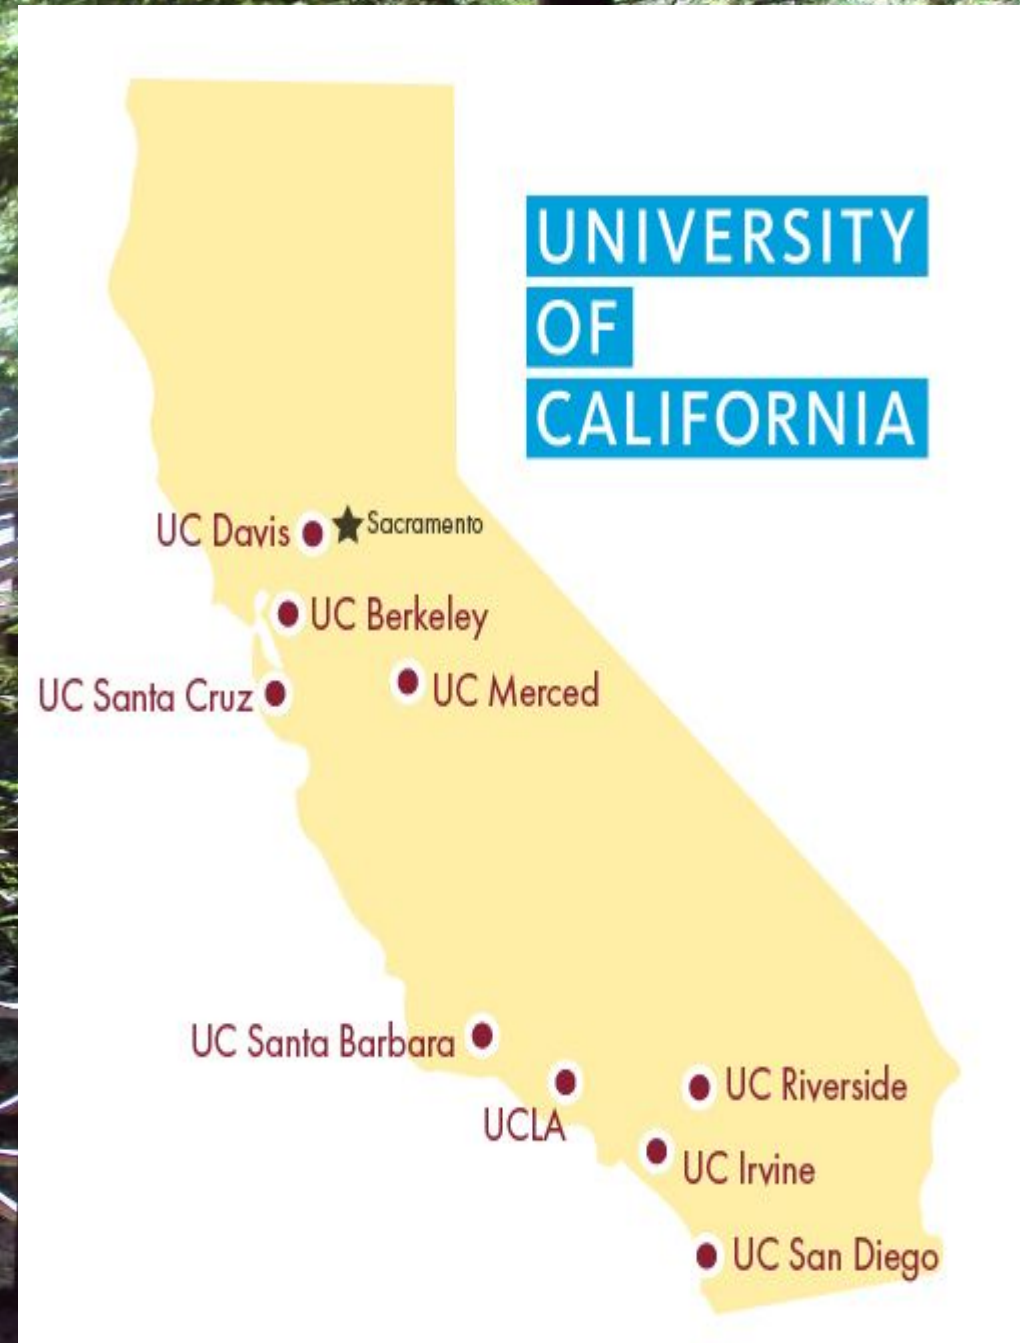 UNIVERSITY
OF
CALIFORNIA
UC Davis
Sacramento
UC Berkeley
UC Santa Cruz
UC Merced
UC Santa Barbara
UCLA
UC Riverside
UC Irvine
UC San Diego